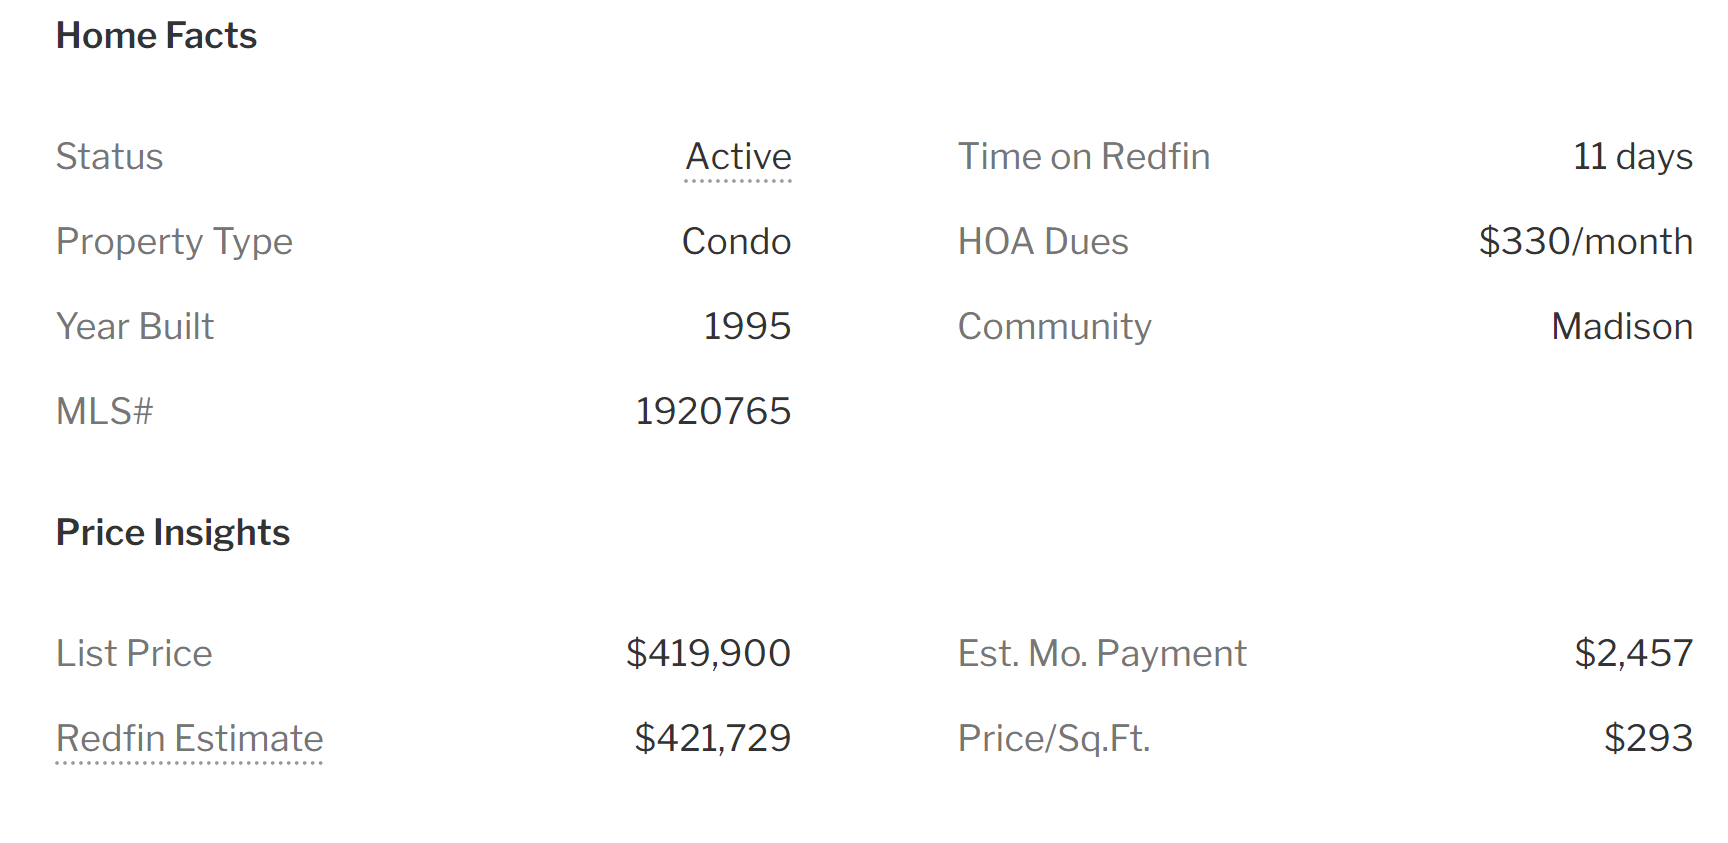 Home Facts
Status Active Time on Redfin 11 days
Property Type Condo HOA Dues $330/month
Year Built 1995 Community Madison
MLS# 1920765
Price Insights
List Price $419,900 Est. Mo. Payment $2,457
Redfin Estimate $421,729 Price/Sq.Ft. $293